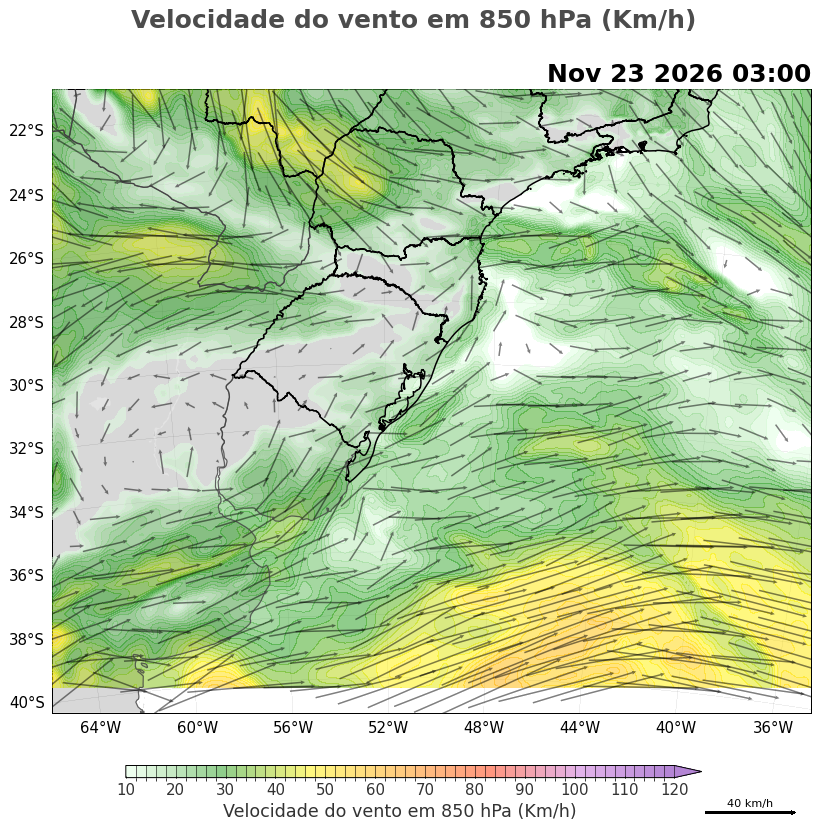 Velocidade do vento em 850 hPa (Km/h)
Nov 23 2026 03:00
22°S
24°S
26°S
28°S
30°S
32°S
34°S
36°S
38°S
40°S
64°W 60°W 56°W 52°W 48°W 44°W 40°W 36°W
10 20 30 40 50 60 70 80 90 100 110 120
Velocidade do vento em 850 hPa (Km/h)
40 km/h